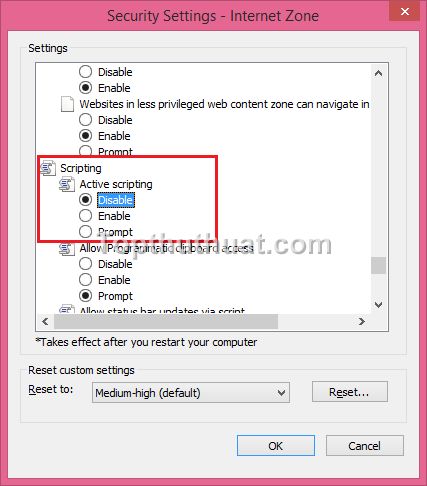 Security Settings - Internet Zone
Settings
Disable
Enable
Websites in less privileged web content zone can navigate in
Disable
Enable
Prompt
Scripting
Active scripting
Disable
Enable
Prompt
Topthuthuat.com
Allow Programmatic clipboard access
Disable
Enable
Prompt
Allow status bar updates via script
*Takes effect after you restart your computer
Reset custom settings
Reset to:
Medium-high (default)
Reset...
OK
Cancel